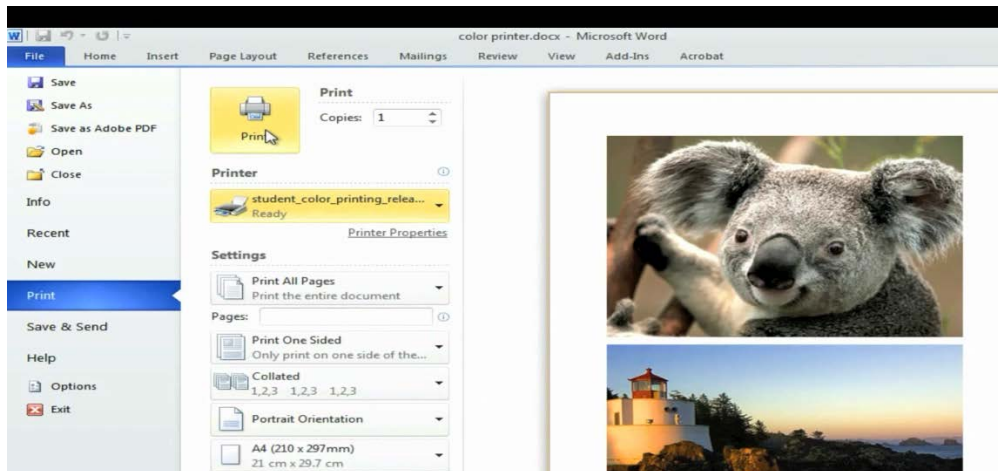 W
color printer.docx - Microsoft Word
File Home Insert Page Layout References Mailings Review View Add-Ins Acrobat
Save
Save As
Save as Adobe PDF
Open
Close
Info
Recent
New
Print
Save & Send
Help
Options
Exit
Print
Print
Copies: 1
Printer
student_color_printing_relea...
Ready
Printer Properties
Settings
Print All Pages
Print the entire document
Pages:
Print One Sided
Only print on one side of the...
Collated
1,2,3 1,2,3 1,2,3
Portrait Orientation
A4 (210 x 297mm)
21 cm x 29.7 cm